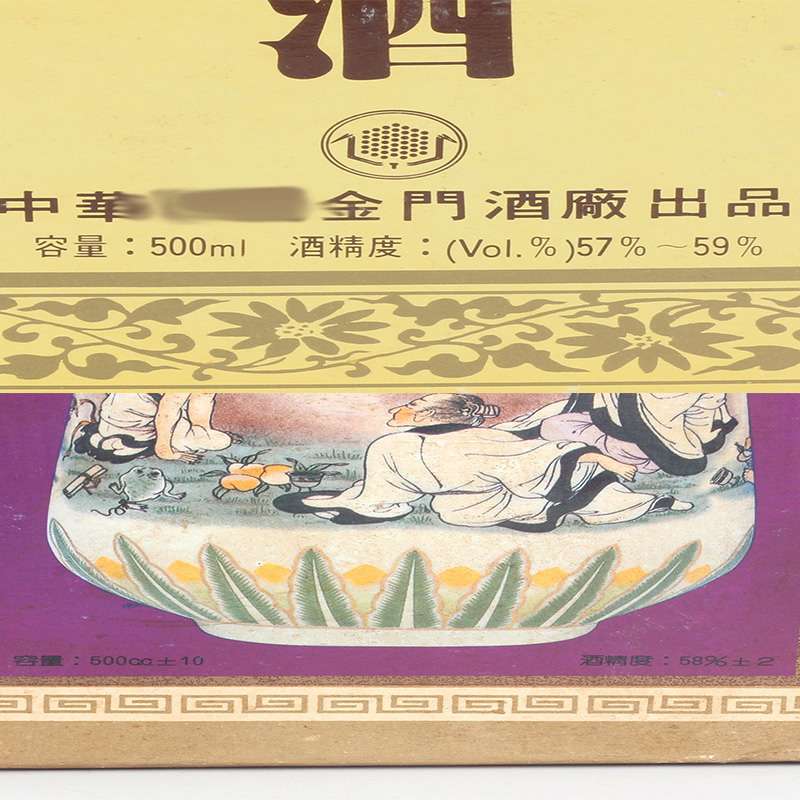 酒
中華 金門酒廠出品
容量：500ml 酒精度：(Vol.%)57%～59%
容量：500cc±10 酒精度：58%±2